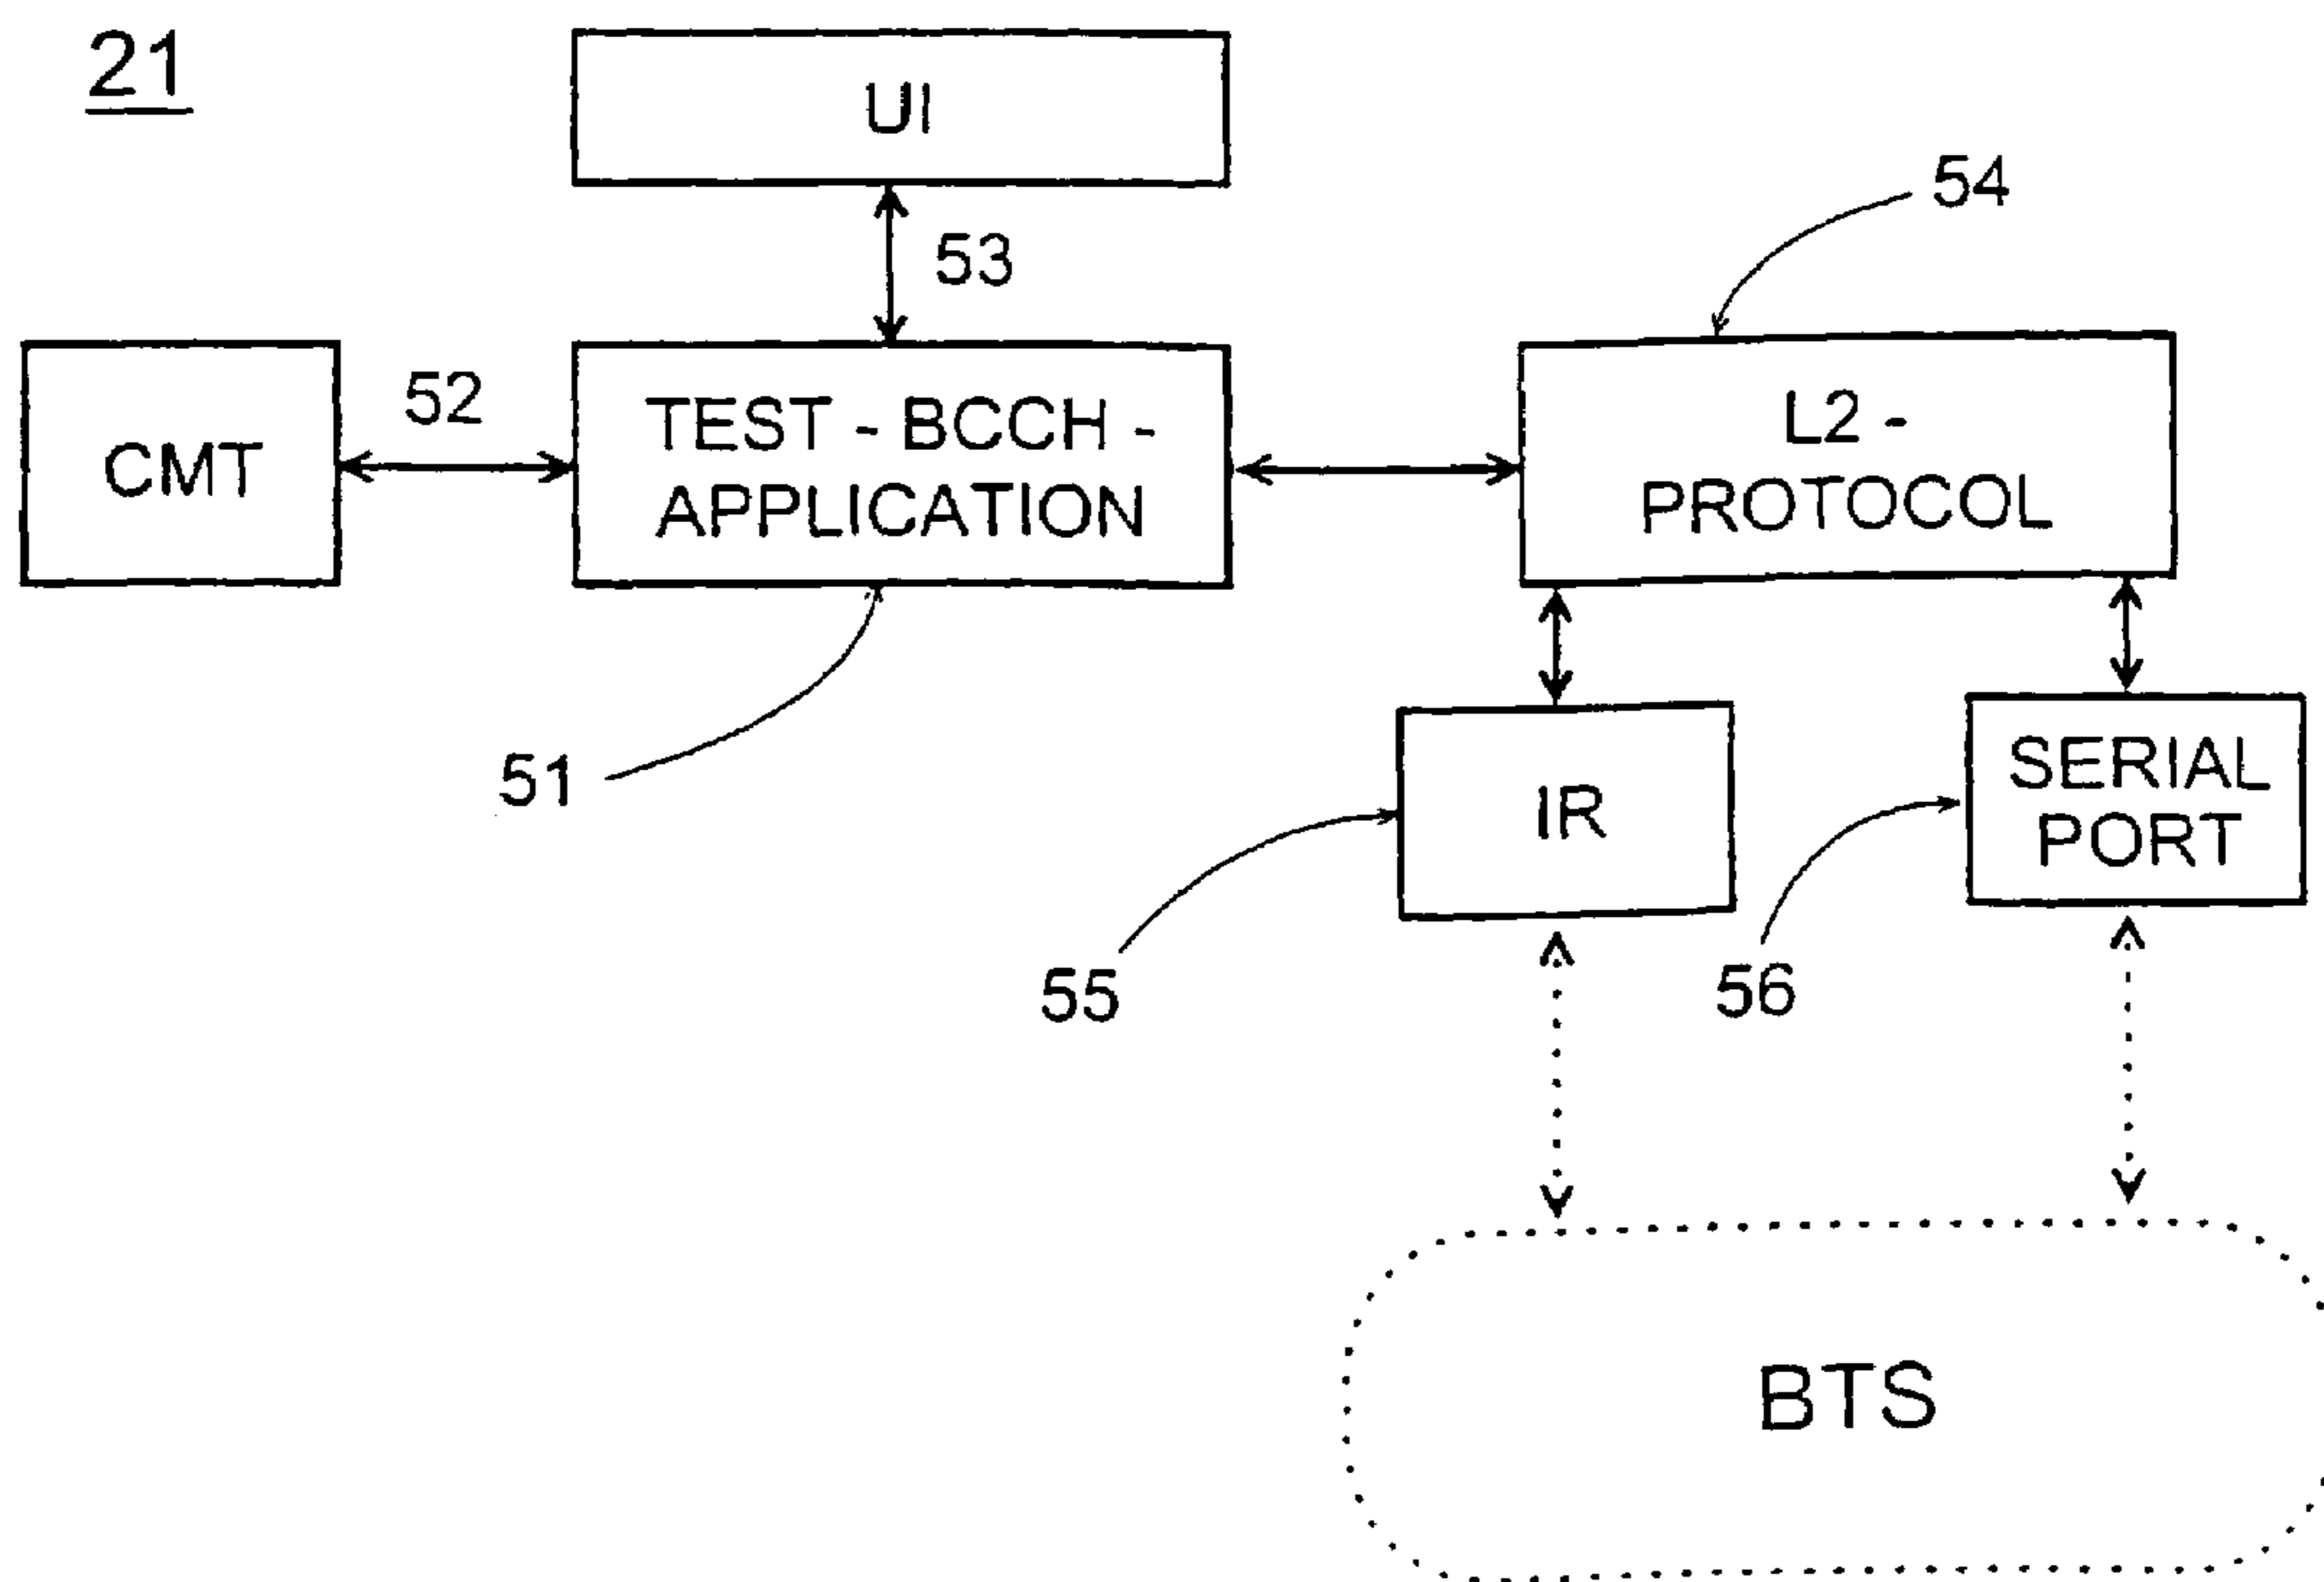 21
UI
53
54
CMT
52
TEST - BCCH -
APPLICATION
L2 -
PROTOCOL
51
IR
SERIAL
PORT
55
56
BTS